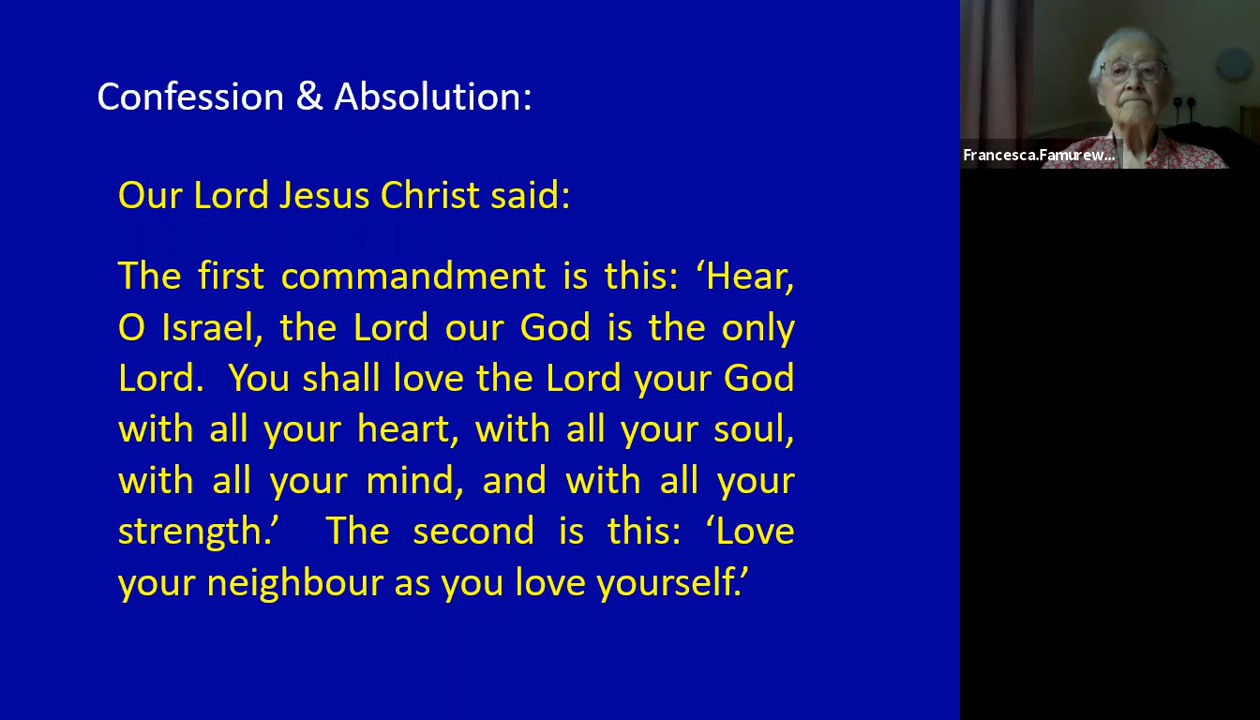 Confession & Absolution:
Our Lord Jesus Christ said:
The first commandment is this: ‘Hear,
O Israel, the Lord our God is the only
Lord.  You shall love the Lord your God
with all your heart, with all your soul,
with all your mind, and with all your
strength.’  The second is this: ‘Love
your neighbour as you love yourself.’
Francesca.Famurew...